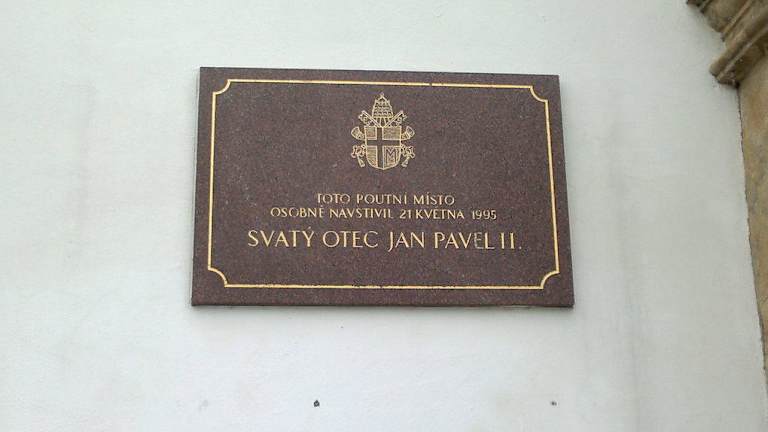 TOTO POUTNÍ MÍSTO
OSOBNĚ NAVŠTÍVIL 21 KVĚTNA 1995
SVATÝ OTEC JAN PAVEL II.